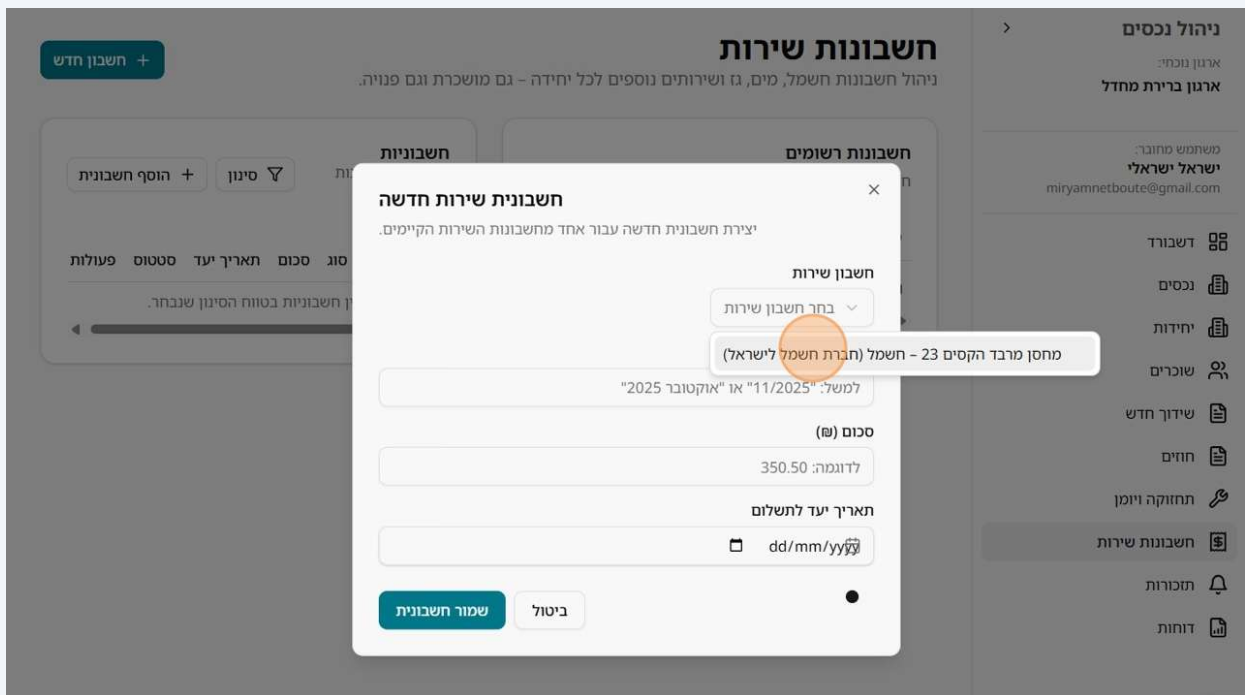 ניהול נכסים
ארגון נוכחי:
ארגון ברירת מחדל
משתמש מחובר:
ישראל ישראלי
miryamnetboute@gmail.com
דשבורד
נכסים
יחידות
שוכרים
שידוך חדש
חוזים
תחזוקה ויומן
חשבונות שירות
תזכורות
דוחות
חשבונות שירות
ניהול חשבונות חשמל, מים, גז ושירותים נוספים לכל יחידה – גם מושכרת וגם פנויה.
+ חשבון חדש
חשבונות רשומים
חשבוניות
סינון
+ הוסף חשבונית
סוג סכום תאריך יעד סטטוס פעולות
חשבוניות בטווח הסינון שנבחר.
חשבונית שירות חדשה
יצירת חשבונית חדשה עבור אחד מחשבונות השירות הקיימים.
חשבון שירות
בחר חשבון שירות
מחסן מרבד הקסים 23 – חשמל (חברת חשמל לישראל)
למשל: "11/2025" או "אוקטובר 2025"
סכום (₪)
לדוגמה: 350.50
תאריך יעד לתשלום
dd/mm/yyyy
ביטול
שמור חשבונית